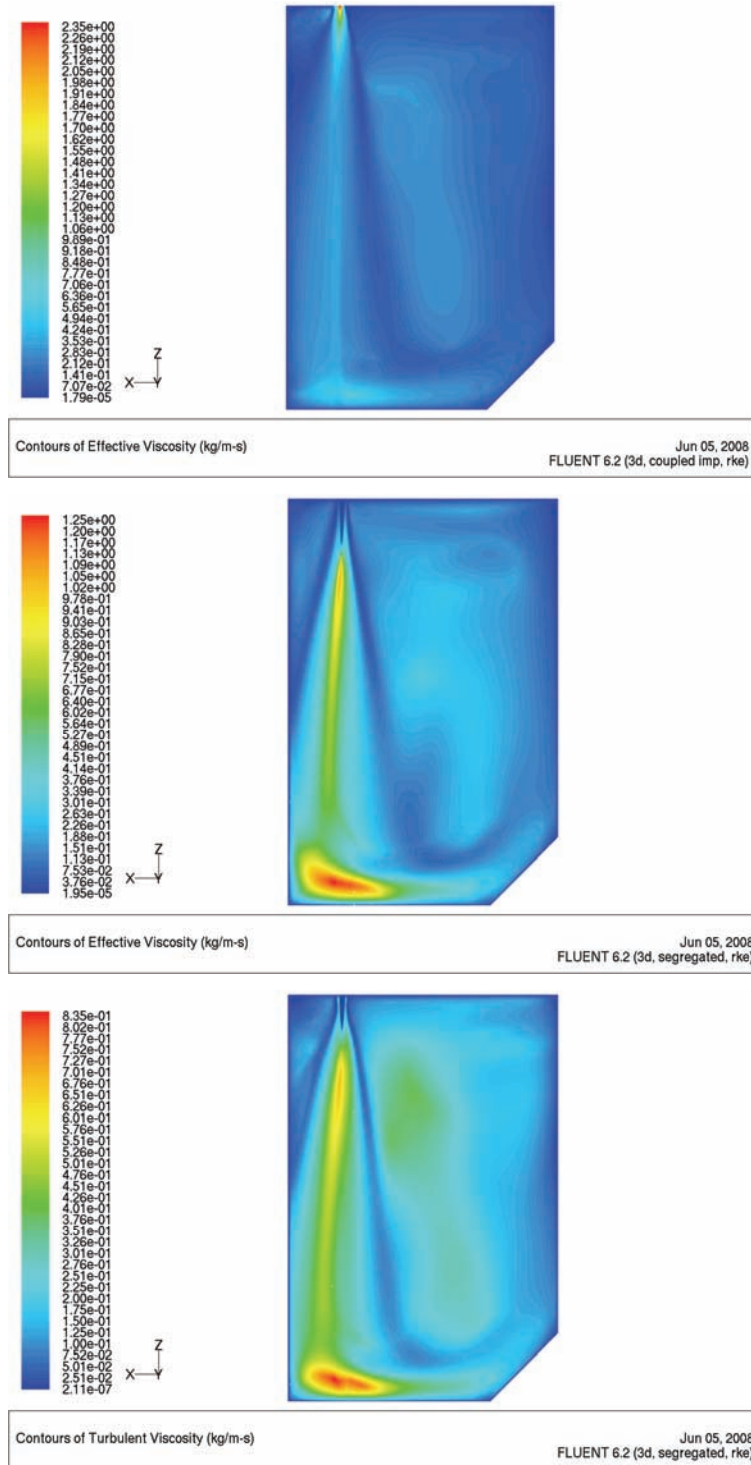 2.35e+00
2.26e+00
2.19e+00
2.12e+00
2.05e+00
1.98e+00
1.91e+00
1.84e+00
1.77e+00
1.70e+00
1.62e+00
1.55e+00
1.48e+00
1.41e+00
1.34e+00
1.27e+00
1.20e+00
1.13e+00
1.06e+00
9.89e-01
9.18e-01
8.48e-01
7.77e-01
7.06e-01
6.36e-01
5.65e-01
4.94e-01
4.24e-01
3.53e-01
2.83e-01
2.12e-01
1.41e-01
7.07e-02
1.79e-05
Z
X
Y
Contours of Effective Viscosity (kg/m-s)
Jun 05, 2008
FLUENT 6.2 (3d, coupled imp, rke)
1.25e+00
1.20e+00
1.17e+00
1.13e+00
1.09e+00
1.05e+00
1.02e+00
9.78e-01
9.41e-01
9.03e-01
8.65e-01
8.28e-01
7.90e-01
7.52e-01
7.15e-01
6.77e-01
6.40e-01
6.02e-01
5.64e-01
5.27e-01
4.89e-01
4.51e-01
4.14e-01
3.76e-01
3.39e-01
3.01e-01
2.63e-01
2.26e-01
1.88e-01
1.51e-01
1.13e-01
7.53e-02
3.76e-02
1.95e-05
Z
X
Y
Contours of Effective Viscosity (kg/m-s)
Jun 05, 2008
FLUENT 6.2 (3d, segregated, rke)
8.35e-01
8.02e-01
7.77e-01
7.52e-01
7.27e-01
7.01e-01
6.76e-01
6.51e-01
6.26e-01
6.01e-01
5.76e-01
5.51e-01
5.26e-01
5.01e-01
4.76e-01
4.51e-01
4.26e-01
4.01e-01
3.76e-01
3.51e-01
3.26e-01
3.01e-01
2.76e-01
2.51e-01
2.25e-01
2.00e-01
1.75e-01
1.50e-01
1.25e-01
1.00e-01
7.52e-02
5.01e-02
2.51e-02
2.11e-07
Z
X
Y
Contours of Turbulent Viscosity (kg/m-s)
Jun 05, 2008
FLUENT 6.2 (3d, segregated, rke)